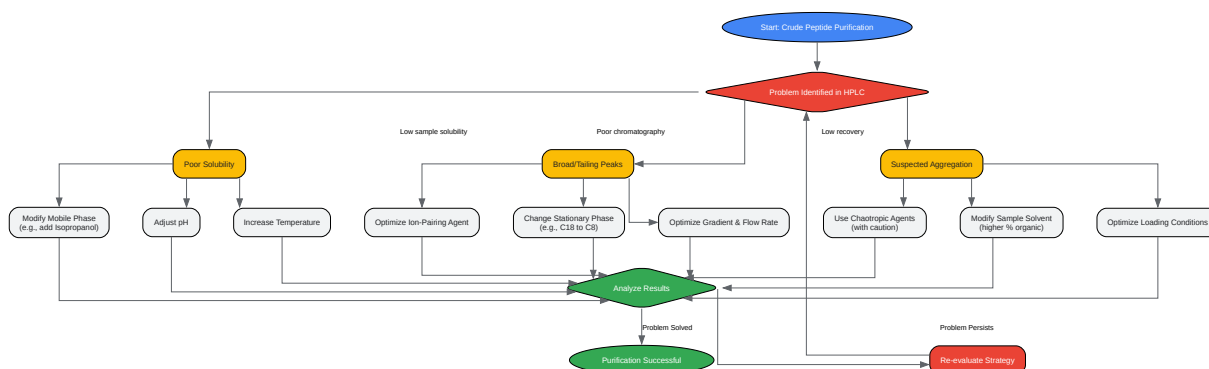 Start: Crude Peptide Purification
Problem Identified in HPLC
Low sample solubility
Poor chromatography
Low recovery
Poor Solubility
Broad/Tailing Peaks
Suspected Aggregation
Modify Mobile Phase
(e.g., add Isopropanol)
Adjust pH
Increase Temperature
Optimize Ion-Pairing Agent
Change Stationary Phase
(e.g., C18 to C8)
Optimize Gradient & Flow Rate
Use Chaotropic Agents
(with caution)
Modify Sample Solvent
(higher % organic)
Optimize Loading Conditions
Analyze Results
Problem Solved
Problem Persists
Purification Successful
Re-evaluate Strategy